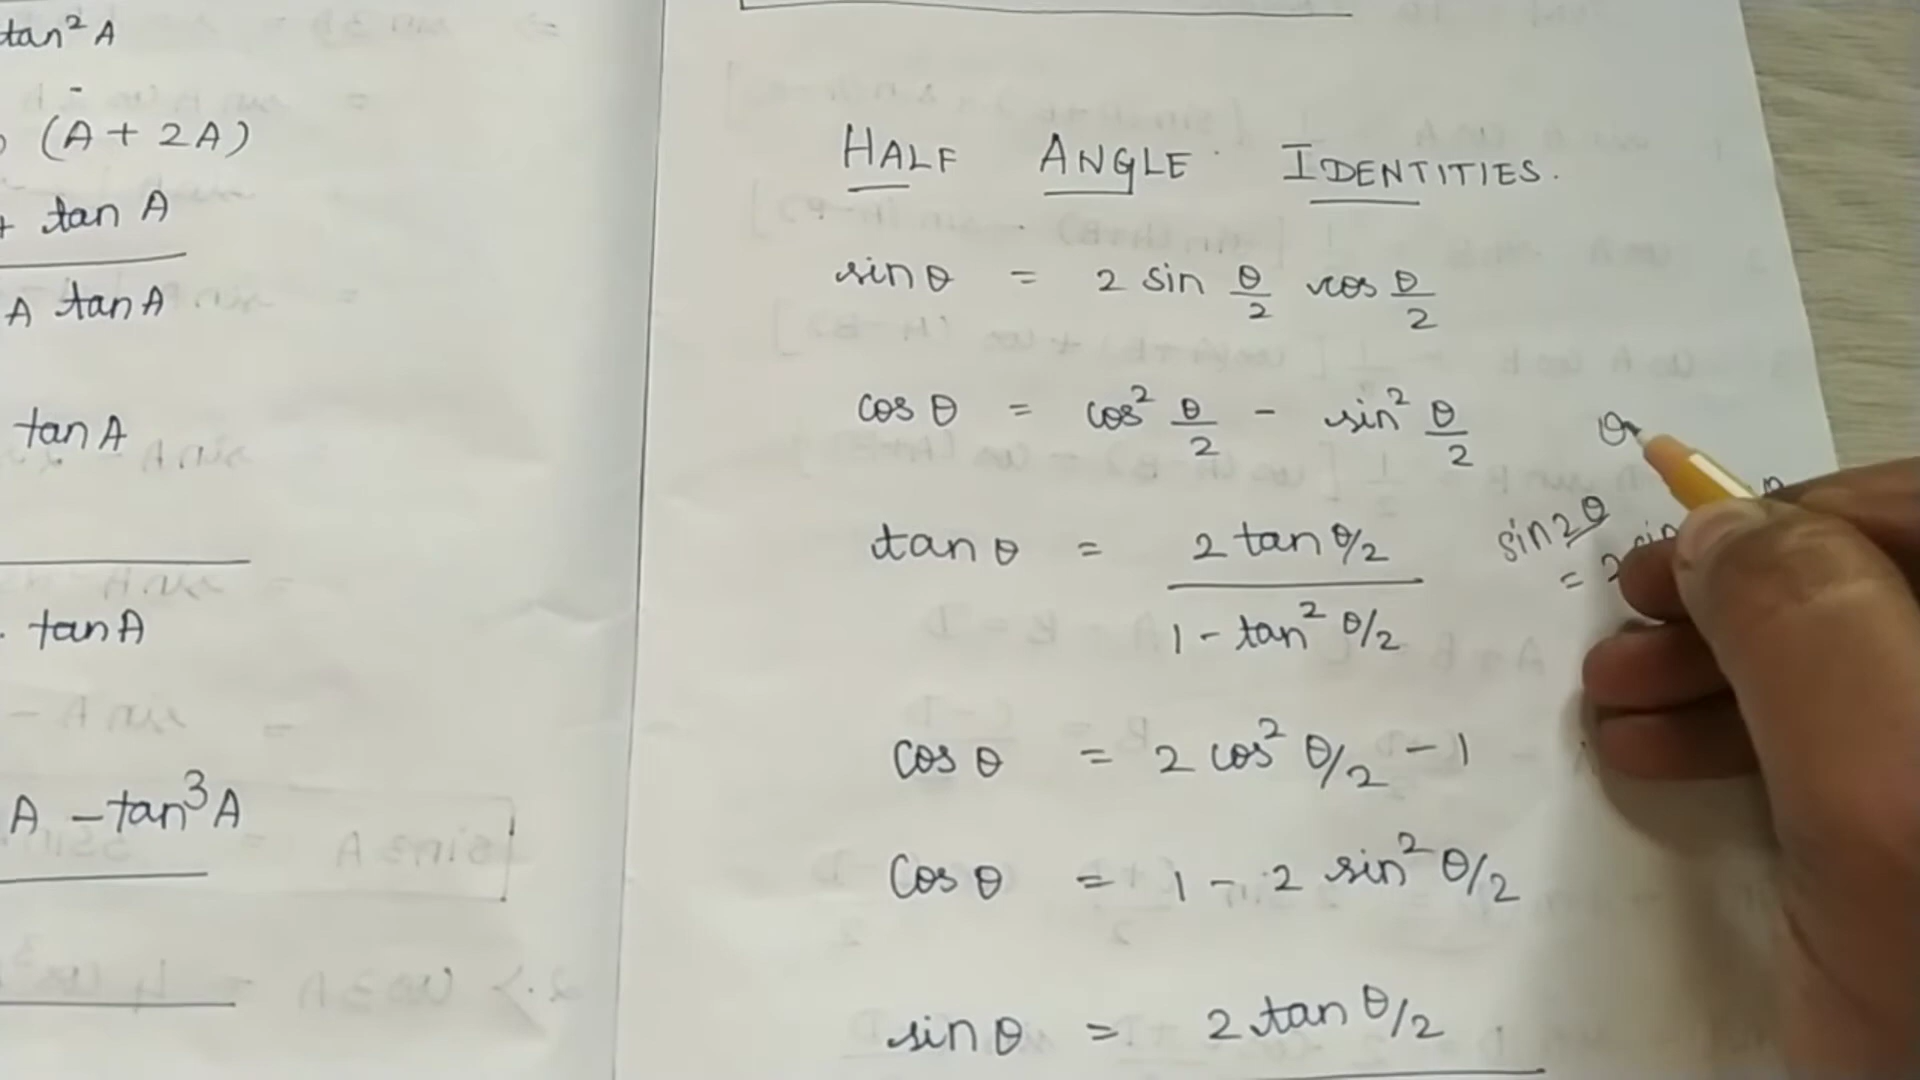 tan² A
(A + 2A)
+ tan A
A tan A
tan A
tan A
A - tan³ A
HALF ANGLE IDENTITIES.
sin θ = 2 sin θ/2 cos θ/2
cos θ = cos² θ/2 - sin² θ/2
θ
tan θ = 2 tan θ/2
1 - tan² θ/2
sin 2θ
= 2 sin
cos θ = 2 cos² θ/2 - 1
Cos θ = 1 - 2 sin² θ/2
sin θ = 2 tan θ/2